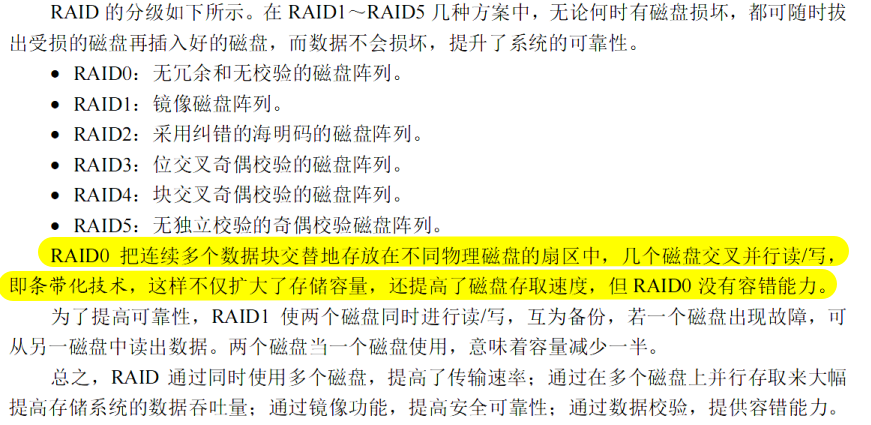 RAID 的分级如下所示。在 RAID1～RAID5 几种方案中，无论何时有磁盘损坏，都可随时拔
出受损的磁盘再插入好的磁盘，而数据不会损坏，提升了系统的可靠性。
● RAID0：无冗余和无校验的磁盘阵列。
● RAID1：镜像磁盘阵列。
● RAID2：采用纠错的海明码的磁盘阵列。
● RAID3：位交叉奇偶校验的磁盘阵列。
● RAID4：块交叉奇偶校验的磁盘阵列。
● RAID5：无独立校验的奇偶校验磁盘阵列。
RAID0 把连续多个数据块交替地存放在不同物理磁盘的扇区中，几个磁盘交叉并行读/写，
即条带化技术，这样不仅扩大了存储容量，还提高了磁盘存取速度，但 RAID0 没有容错能力。
为了提高可靠性，RAID1 使两个磁盘同时进行读/写，互为备份，若一个磁盘出现故障，可
从另一磁盘中读出数据。两个磁盘当一个磁盘使用，意味着容量减少一半。
总之，RAID 通过同时使用多个磁盘，提高了传输速率；通过在多个磁盘上并行存取来大幅
提高存储系统的数据吞吐量；通过镜像功能，提高安全可靠性；通过数据校验，提供容错能力。